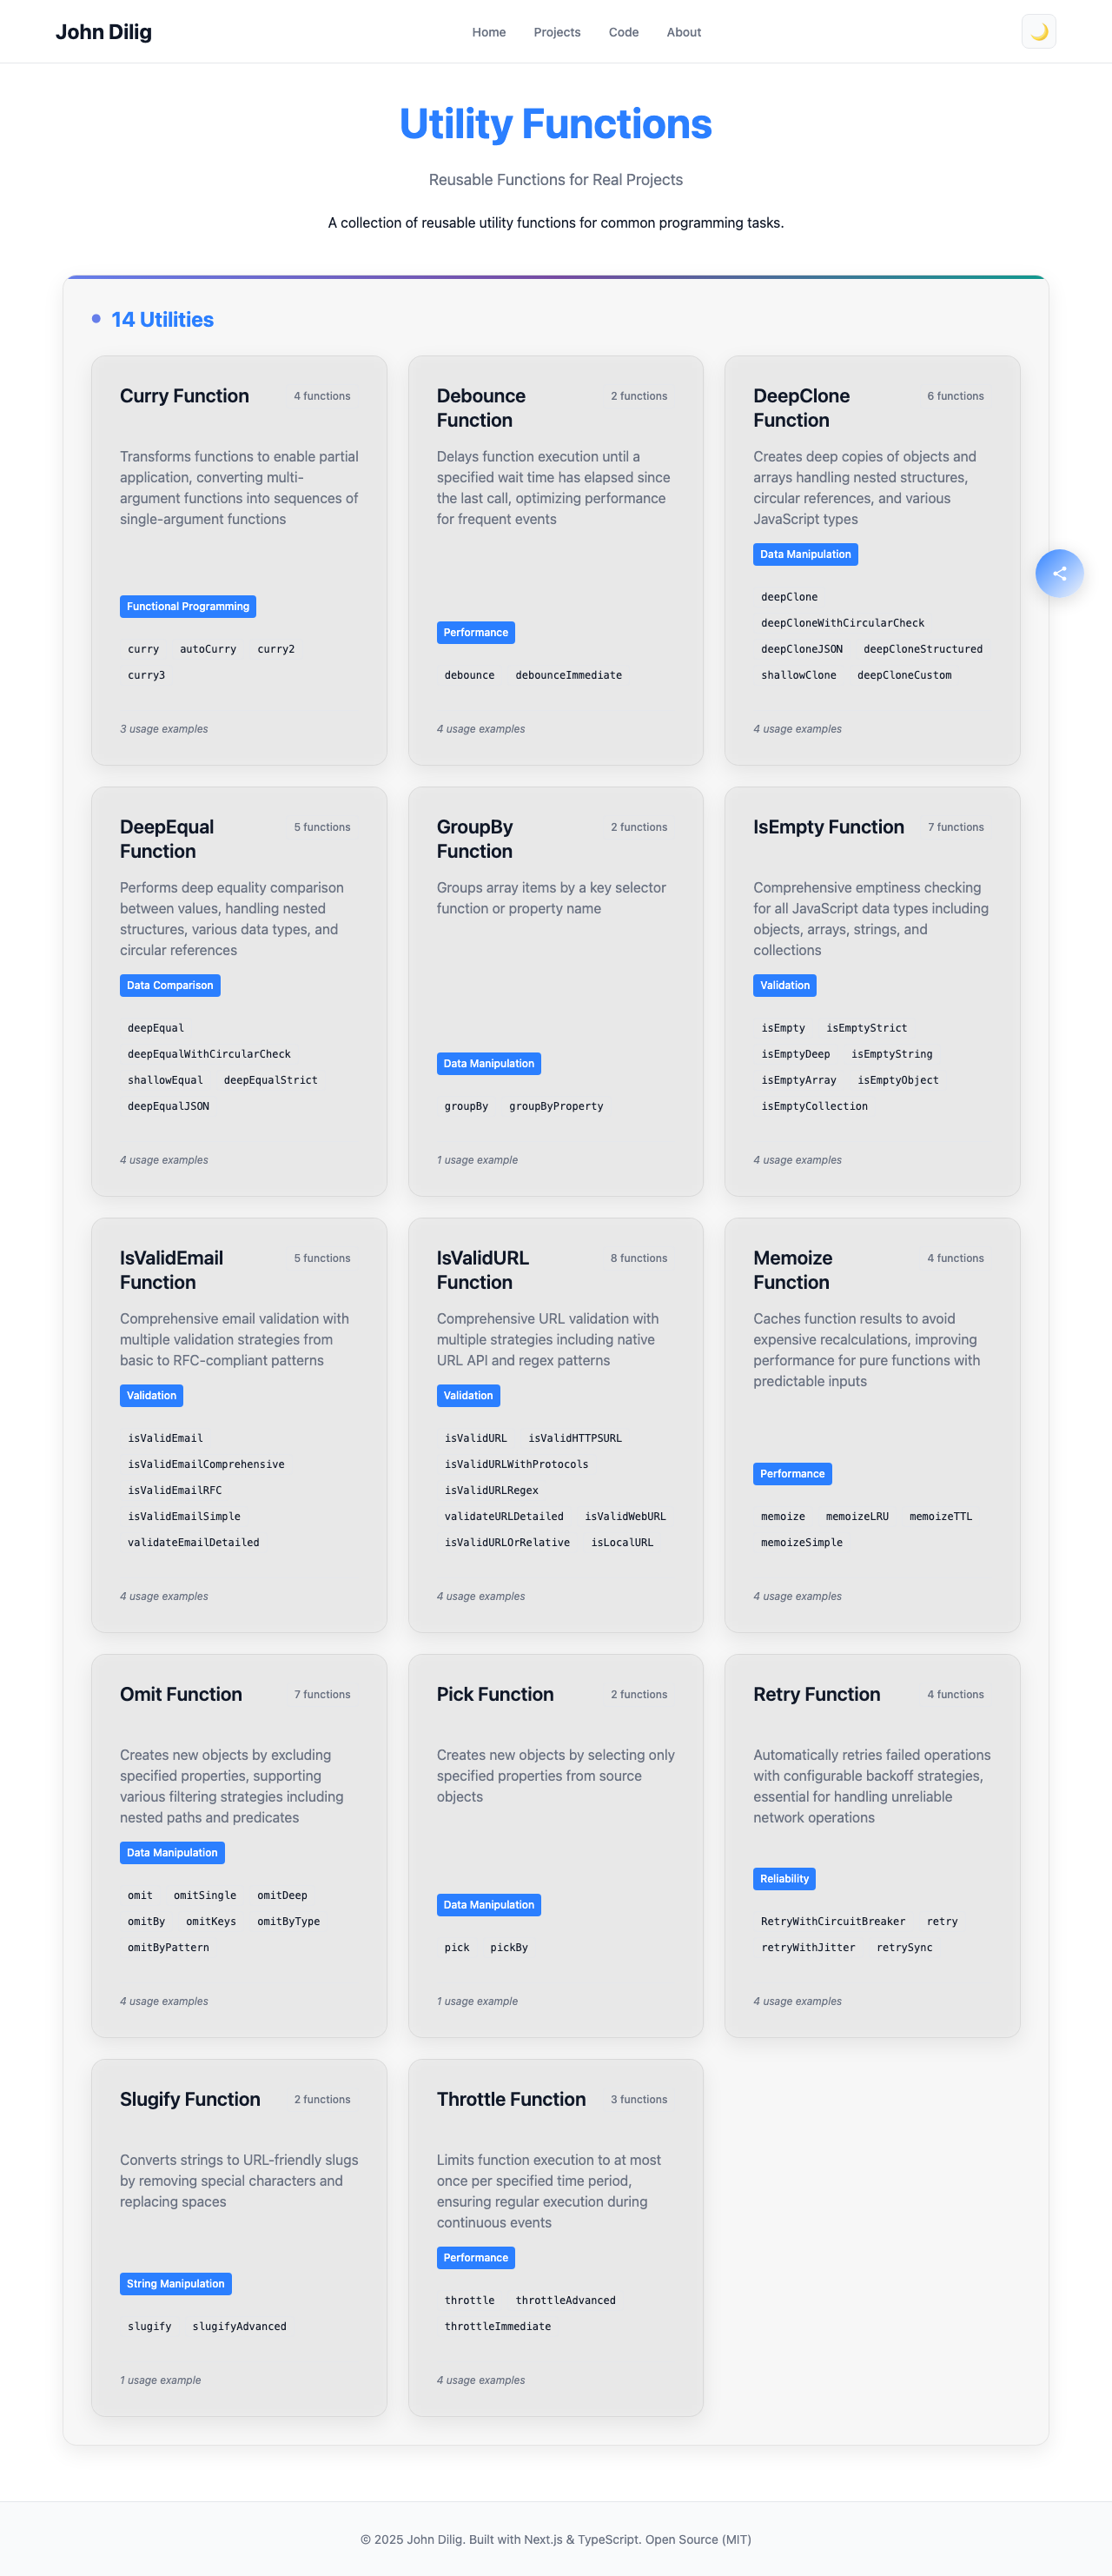 John Dilig
Home Projects Code About
Utility Functions
Reusable Functions for Real Projects
A collection of reusable utility functions for common programming tasks.
14 Utilities
Curry Function
4 functions
Transforms functions to enable partial
application, converting multi-
argument functions into sequences of
single-argument functions
Functional Programming
curry autoCurry curry2
curry3
3 usage examples
Debounce
Function
2 functions
Delays function execution until a
specified wait time has elapsed since
the last call, optimizing performance
for frequent events
Performance
debounce debounceImmediate
4 usage examples
DeepClone
Function
6 functions
Creates deep copies of objects and
arrays handling nested structures,
circular references, and various
JavaScript types
Data Manipulation
deepClone
deepCloneWithCircularCheck
deepCloneJSON deepCloneStructured
shallowClone deepCloneCustom
4 usage examples
DeepEqual
Function
5 functions
Performs deep equality comparison
between values, handling nested
structures, various data types, and
circular references
Data Comparison
deepEqual
deepEqualWithCircularCheck
shallowEqual deepEqualStrict
deepEqualJSON
4 usage examples
GroupBy
Function
2 functions
Groups array items by a key selector
function or property name
Data Manipulation
groupBy groupByProperty
1 usage example
IsEmpty Function
7 functions
Comprehensive emptiness checking
for all JavaScript data types including
objects, arrays, strings, and
collections
Validation
isEmpty isEmptyStrict
isEmptyDeep isEmptyString
isEmptyArray isEmptyObject
isEmptyCollection
4 usage examples
IsValidEmail
Function
5 functions
Comprehensive email validation with
multiple validation strategies from
basic to RFC-compliant patterns
Validation
isValidEmail
isValidEmailComprehensive
isValidEmailRFC
isValidEmailSimple
validateEmailDetailed
4 usage examples
IsValidURL
Function
8 functions
Comprehensive URL validation with
multiple strategies including native
URL API and regex patterns
Validation
isValidURL isValidHTTPSURL
isValidURLWithProtocols
isValidURLRegex
validateURLDetailed isValidWebURL
isValidURLOrRelative isLocalURL
4 usage examples
Memoize
Function
4 functions
Caches function results to avoid
expensive recalculations, improving
performance for pure functions with
predictable inputs
Performance
memoize memoizeLRU memoizeTTL
memoizeSimple
4 usage examples
Omit Function
7 functions
Creates new objects by excluding
specified properties, supporting
various filtering strategies including
nested paths and predicates
Data Manipulation
omit omitSingle omitDeep
omitBy omitKeys omitByType
omitByPattern
4 usage examples
Pick Function
2 functions
Creates new objects by selecting only
specified properties from source
objects
Data Manipulation
pick pickBy
1 usage example
Retry Function
4 functions
Automatically retries failed operations
with configurable backoff strategies,
essential for handling unreliable
network operations
Reliability
RetryWithCircuitBreaker retry
retryWithJitter retrySync
4 usage examples
Slugify Function
2 functions
Converts strings to URL-friendly slugs
by removing special characters and
replacing spaces
String Manipulation
slugify slugifyAdvanced
1 usage example
Throttle Function
3 functions
Limits function execution to at most
once per specified time period,
ensuring regular execution during
continuous events
Performance
throttle throttleAdvanced
throttleImmediate
4 usage examples
© 2025 John Dilig. Built with Next.js & TypeScript. Open Source (MIT)